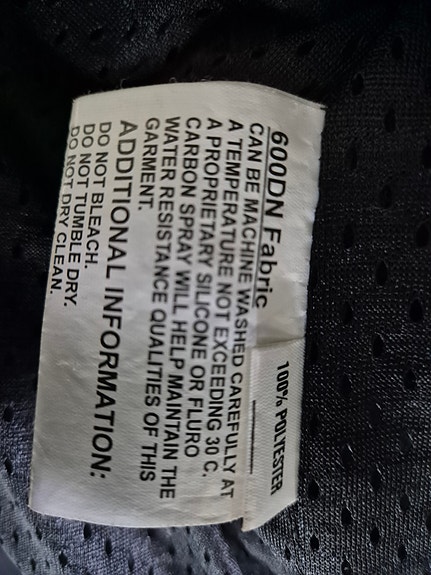 600DN Fabric
100% POLYESTER
CAN BE MACHINE WASHED CAREFULLY AT
A TEMPERATURE NOT EXCEEDING 30 C.
A PROPRIETARY SILICONE OR FLURO
CARBON SPRAY WILL HELP MAINTAIN THE
WATER RESISTANCE QUALITIES OF THIS
GARMENT.
ADDITIONAL INFORMATION:
DO NOT BLEACH.
DO NOT TUMBLE DRY.
DO NOT DRY CLEAN.